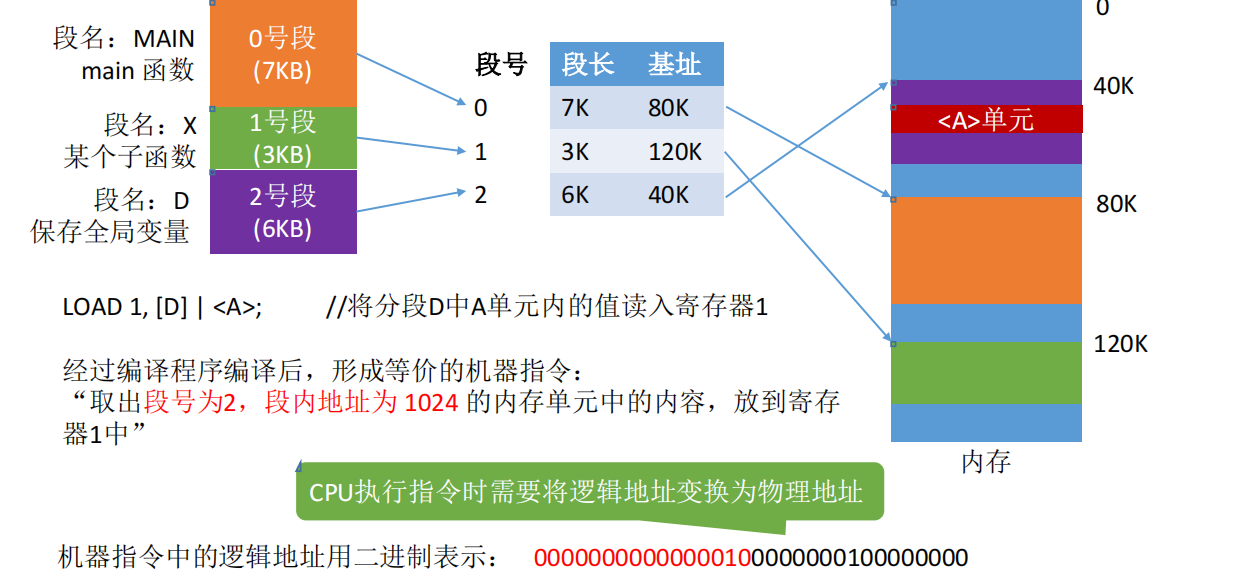 0
段名：MAIN
main 函数
0号段
(7KB)
段号
段长 基址
40K
0 7K 80K
段名：X
某个子函数
1号段
(3KB)
<A>单元
1 3K 120K
段名：D
保存全局变量
2号段
(6KB)
2 6K 40K
80K
LOAD 1, [D] | <A>; //将分段D中A单元内的值读入寄存器1
120K
经过编译程序编译后，形成等价的机器指令：
“取出段号为2，段内地址为 1024 的内存单元中的内容，放到寄存
器1中”
内存
CPU执行指令时需要将逻辑地址变换为物理地址
机器指令中的逻辑地址用二进制表示： 00000000000000100000000100000000